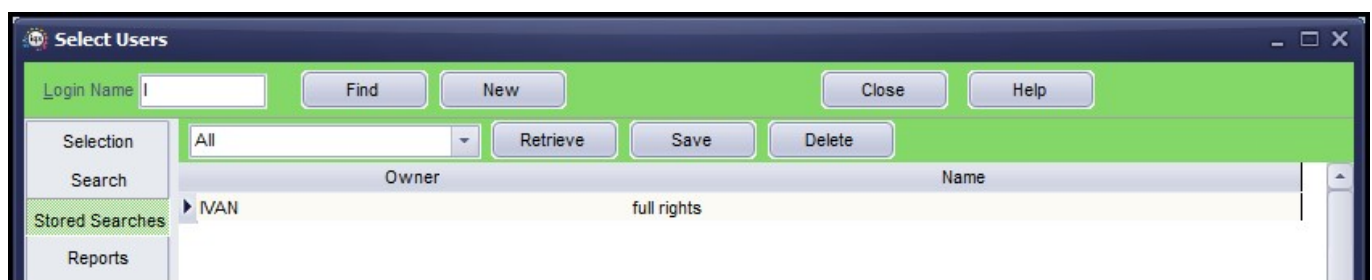 Select Users
Login Name I Find New Close Help
Selection All Retrieve Save Delete
Search Owner Name
Stored Searches IVAN full rights
Reports